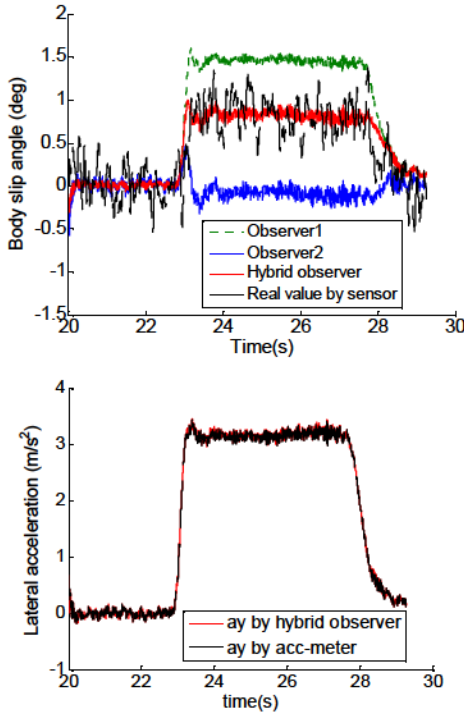 Body slip angle (deg)
2
1.5
1
0.5
0
-0.5
-1
-1.5
Observer1
Observer2
Hybrid observer
Real value by sensor
20 22 24 26 28 30
Time(s)
Lateral acceleration (m/s²)
4
3
2
1
0
-1
ay by hybrid observer
ay by acc-meter
20 22 24 26 28 30
time(s)